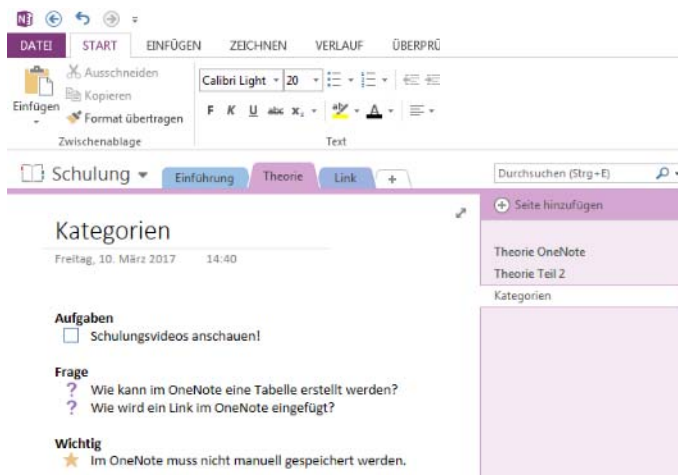 DATEI START EINFÜGEN ZEICHNEN VERLAUF ÜBERPRÜ
Ausschneiden
Kopieren
Format übertragen
Einfügen
Zwischenablage
Calibri Light 20
F K U abc x₂ aby A
Text
Schulung Einführung Theorie Link +
Durchsuchen (Strg+E)
Seite hinzufügen
Theorie OneNote
Theorie Teil 2
Kategorien
Kategorien
Freitag, 10. März 2017 14:40
Aufgaben
Schulungsvideos anschauen!
Frage
? Wie kann im OneNote eine Tabelle erstellt werden?
? Wie wird ein Link im OneNote eingefügt?
Wichtig
Im OneNote muss nicht manuell gespeichert werden.